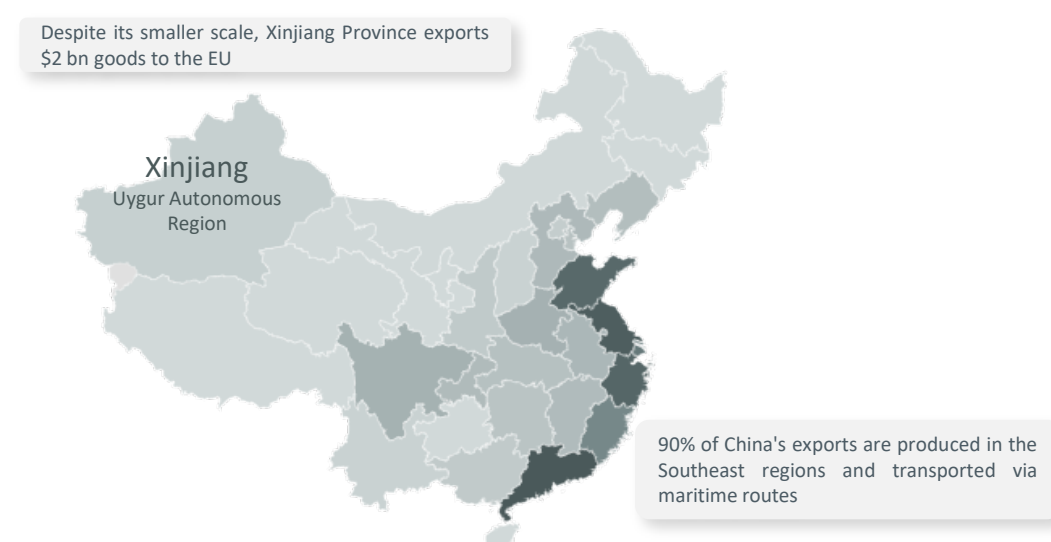 Despite its smaller scale, Xinjiang Province exports
$2 bn goods to the EU
Xinjiang
Uygur Autonomous
Region
90% of China's exports are produced in the
Southeast regions and transported via
maritime routes